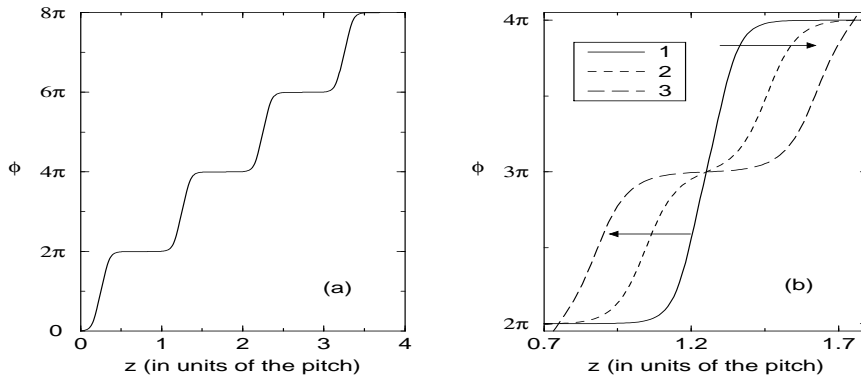 8π
6π
4π
2π
0
ϕ
0
1
2
3
4
z (in units of the pitch)
(a)
4π
3π
2π
ϕ
1
2
3
0.7
1.2
1.7
z (in units of the pitch)
(b)